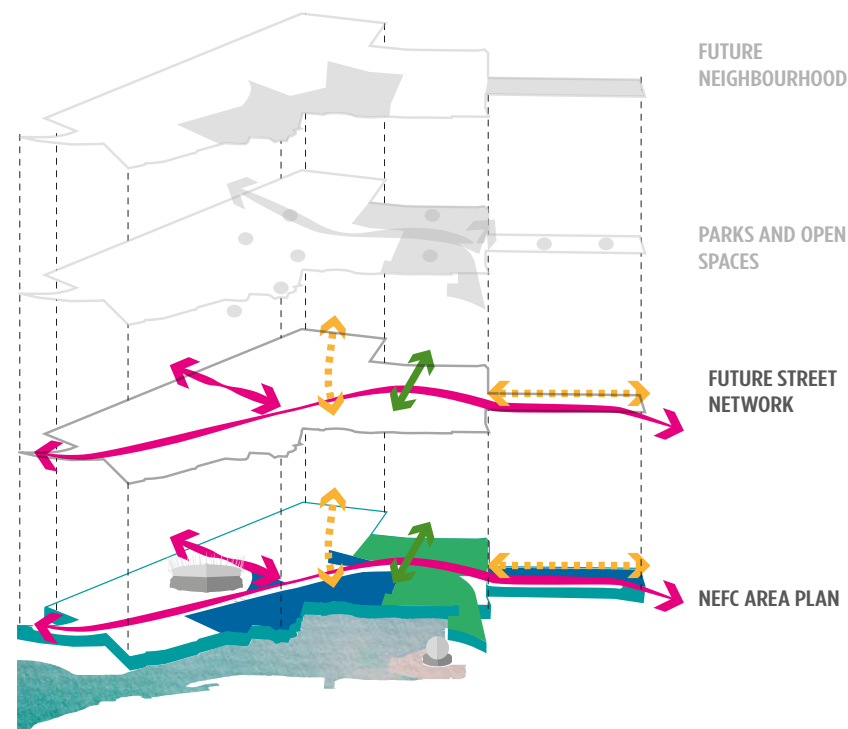 FUTURE
NEIGHBOURHOOD
PARKS AND OPEN
SPACES
FUTURE STREET
NETWORK
NEFC AREA PLAN